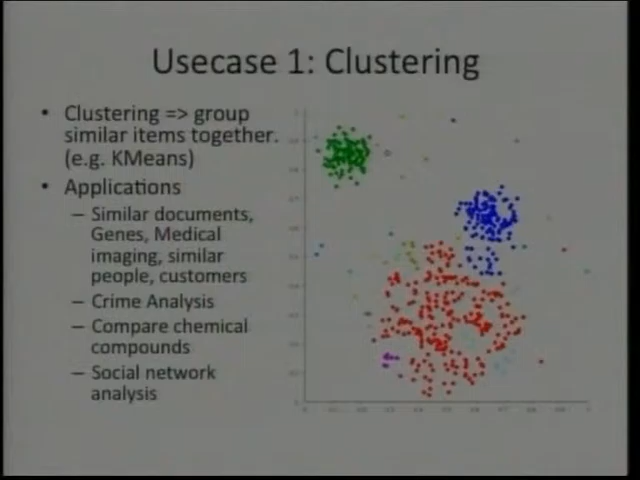 Usecase 1: Clustering
• Clustering => group
similar items together.
(e.g. KMeans)
• Applications
– Similar documents,
Genes, Medical
imaging, similar
people, customers
– Crime Analysis
– Compare chemical
compounds
– Social network
analysis